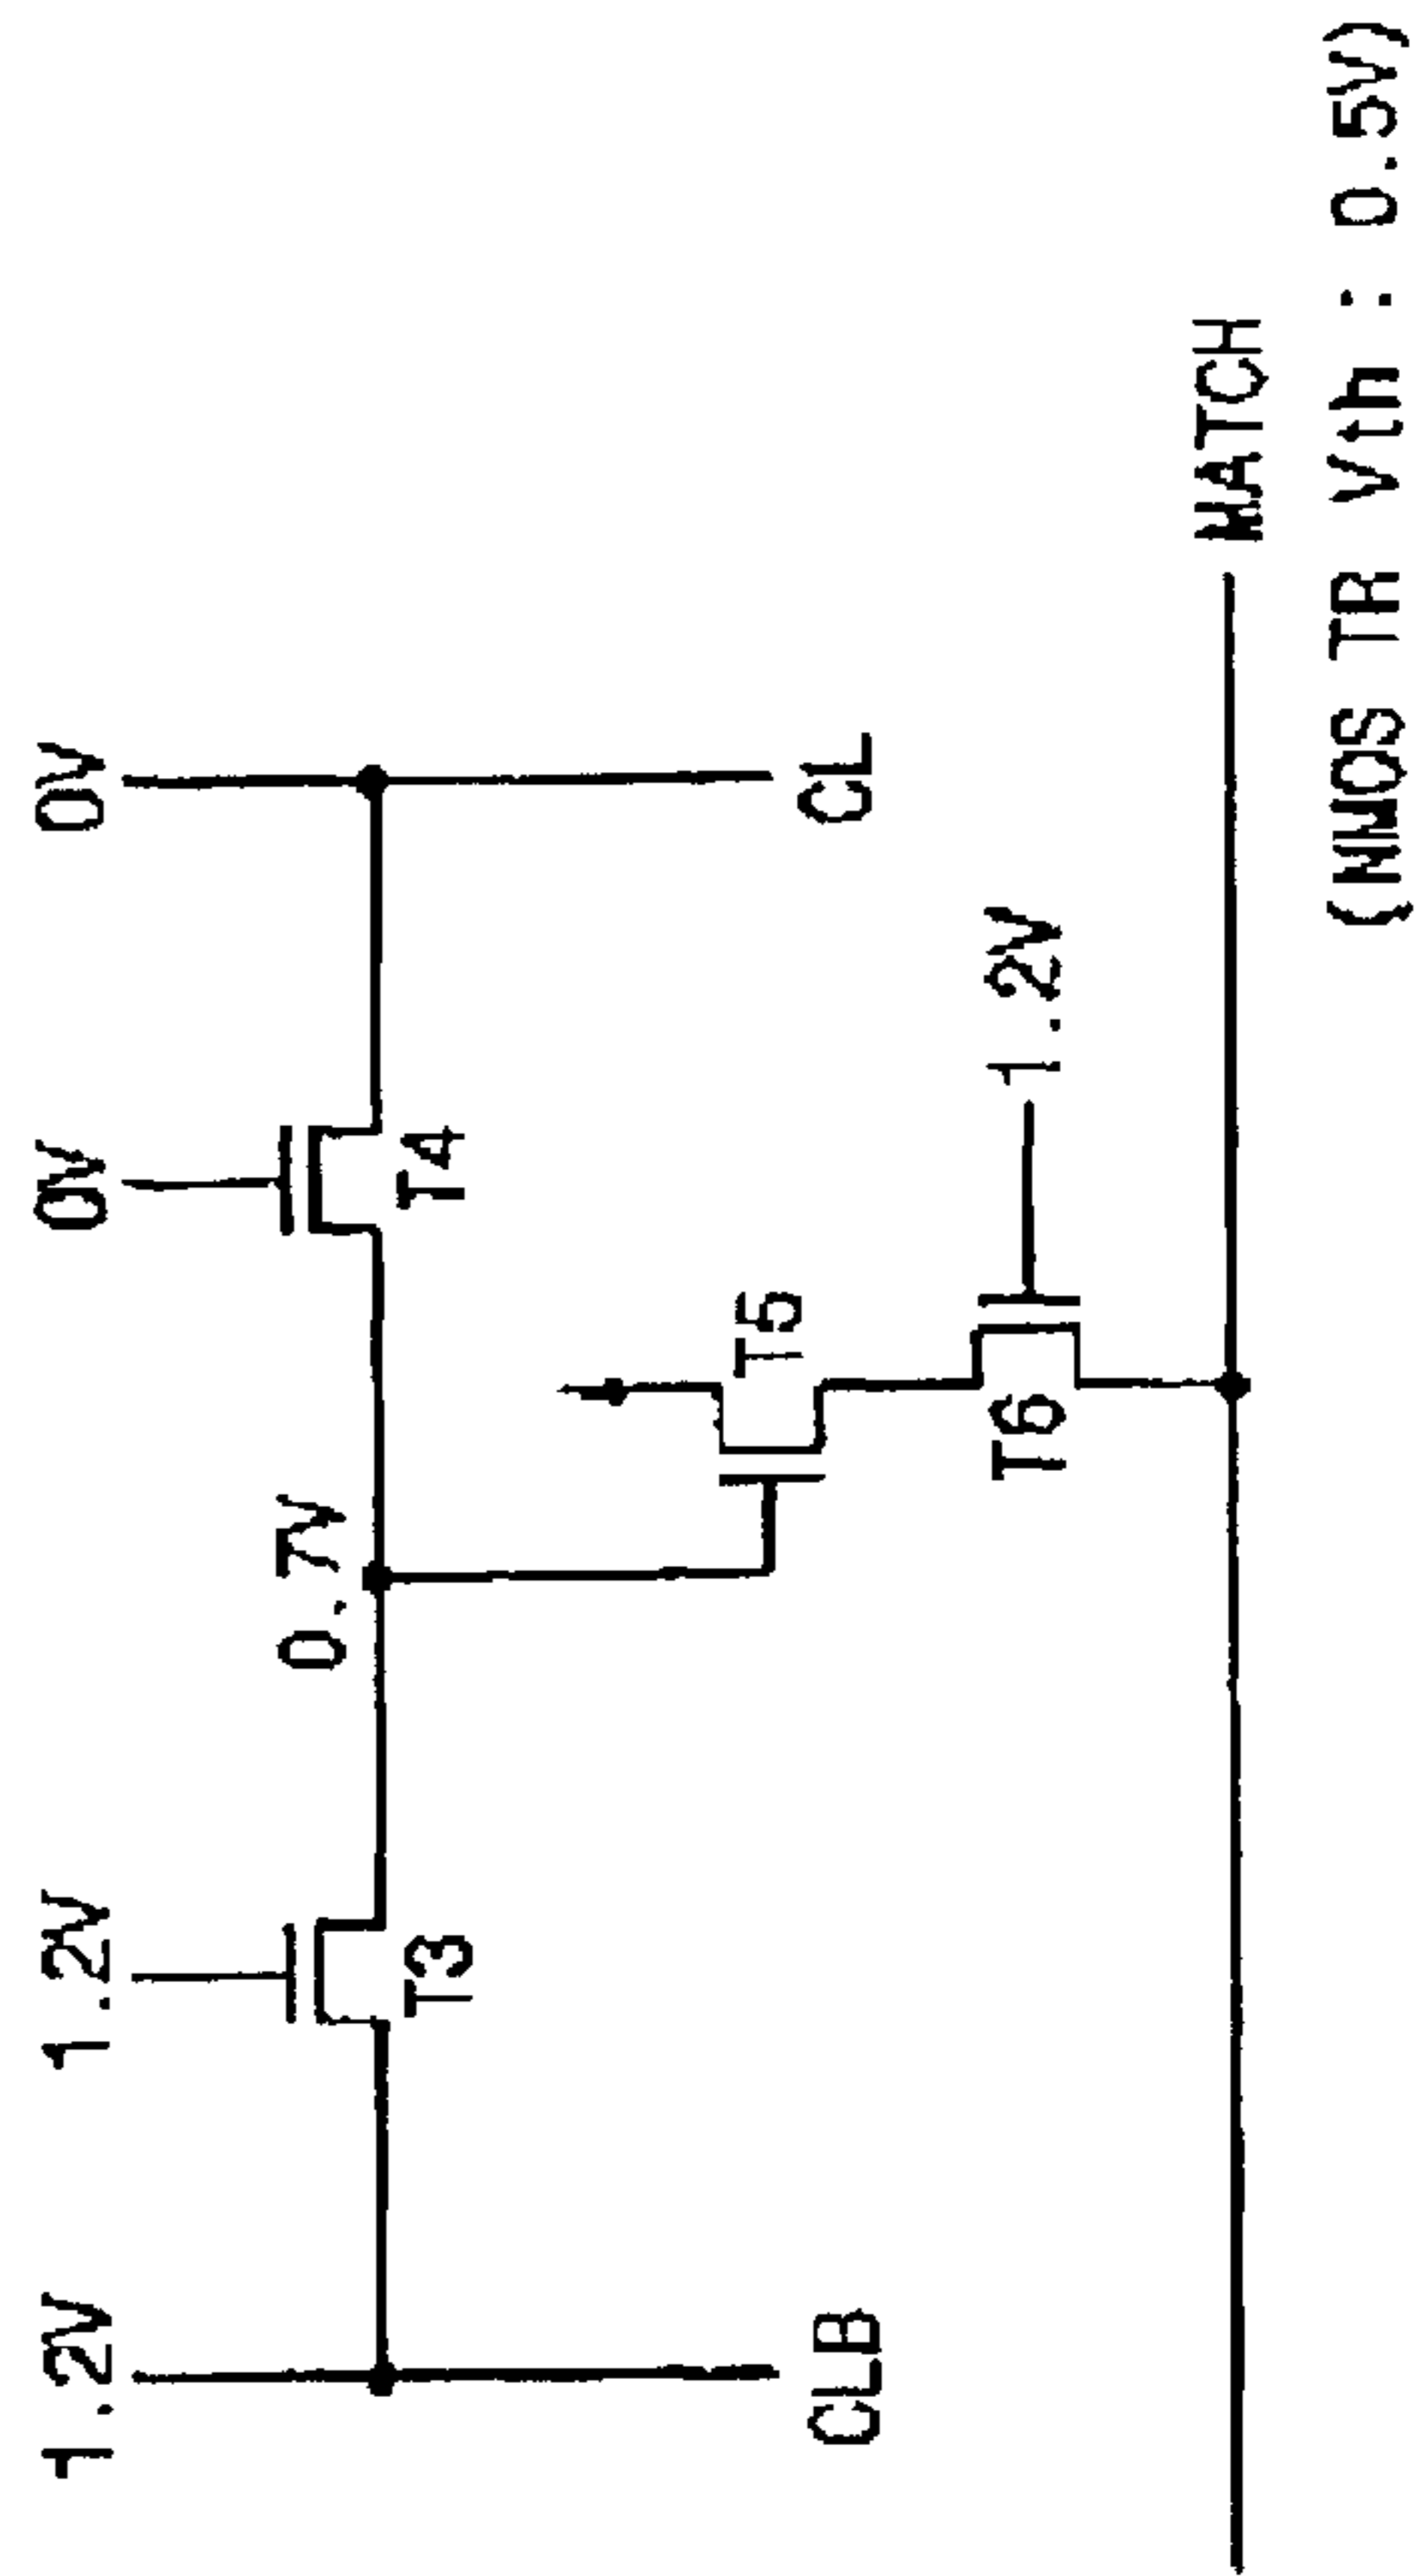 1.2V 1.2V 0V 0V
0.7V
T3 T4
T5
CLB CL
T6 1.2V
MATCH
(NMOS TR Vth : 0.5V)